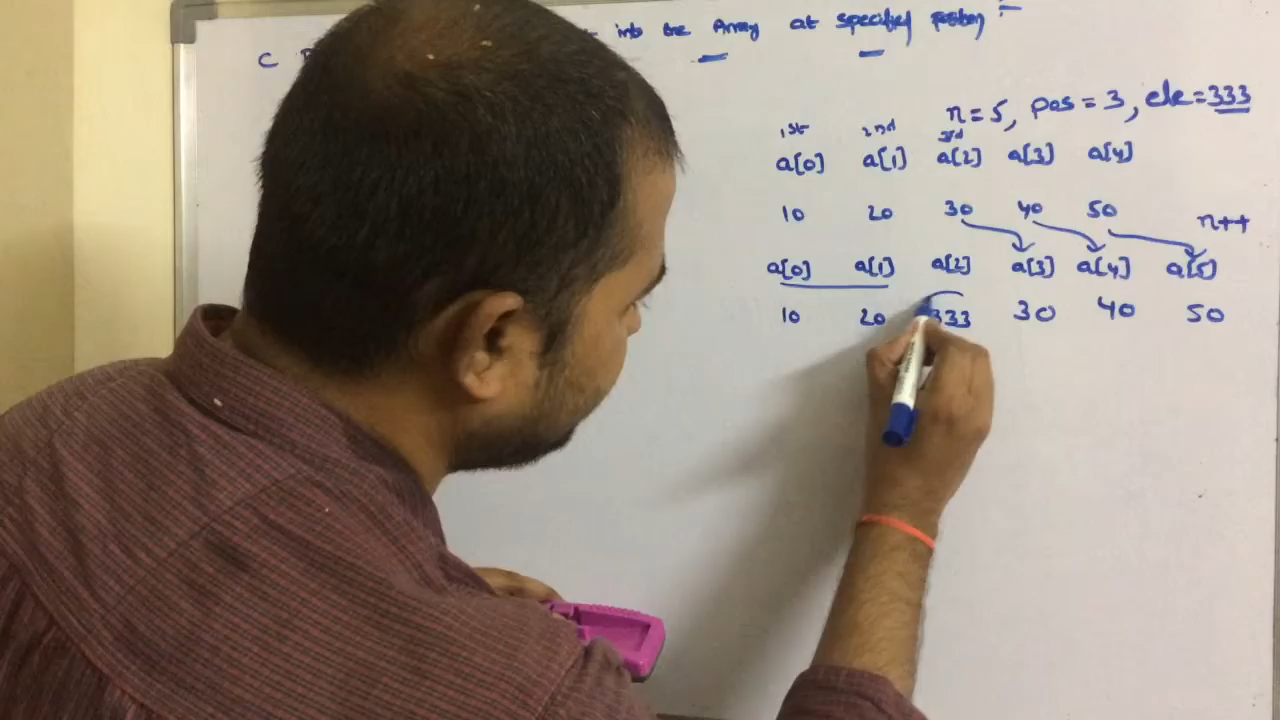 C into the Array at specified position :-
n=5, pos = 3, ele=333
1st 2nd 3rd
a[0] a[1] a[2] a[3] a[4]
10 20 30 40 50 n++
a[0] a[1] a[2] a[3] a[4] a[5]
10 20 333 30 40 50